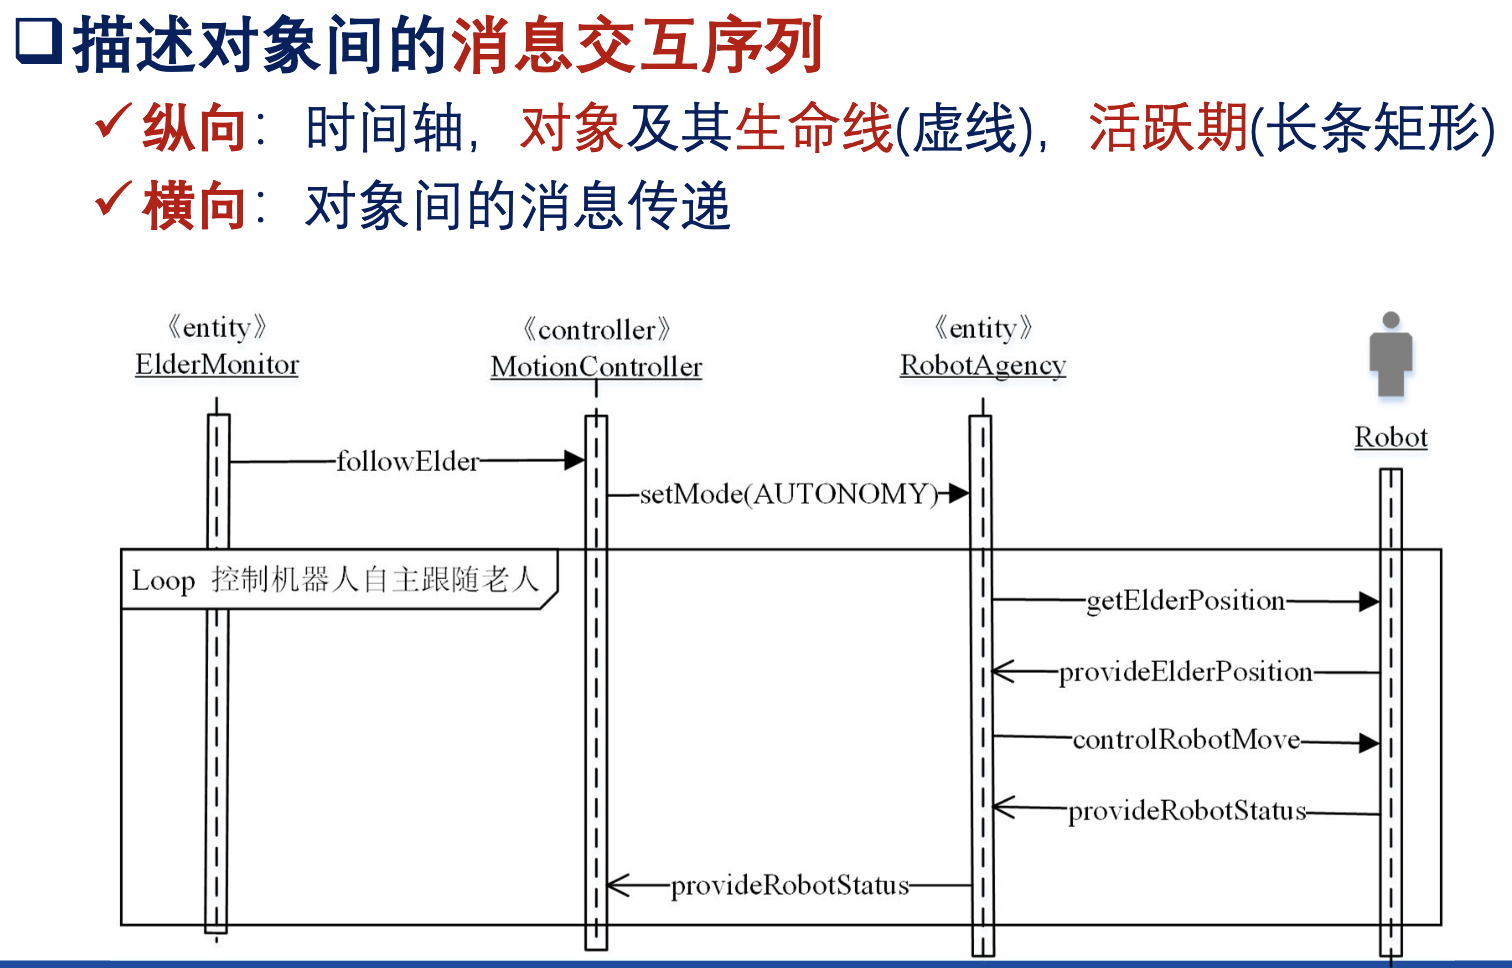 描述对象间的消息交互序列
纵向：时间轴，对象及其生命线(虚线)，活跃期(长条矩形)
横向：对象间的消息传递
《entity》
ElderMonitor
《controller》
MotionController
《entity》
RobotAgency
Robot
followElder
setMode(AUTONOMY)
Loop 控制机器人自主跟随老人
getElderPosition
provideElderPosition
controlRobotMove
provideRobotStatus
provideRobotStatus